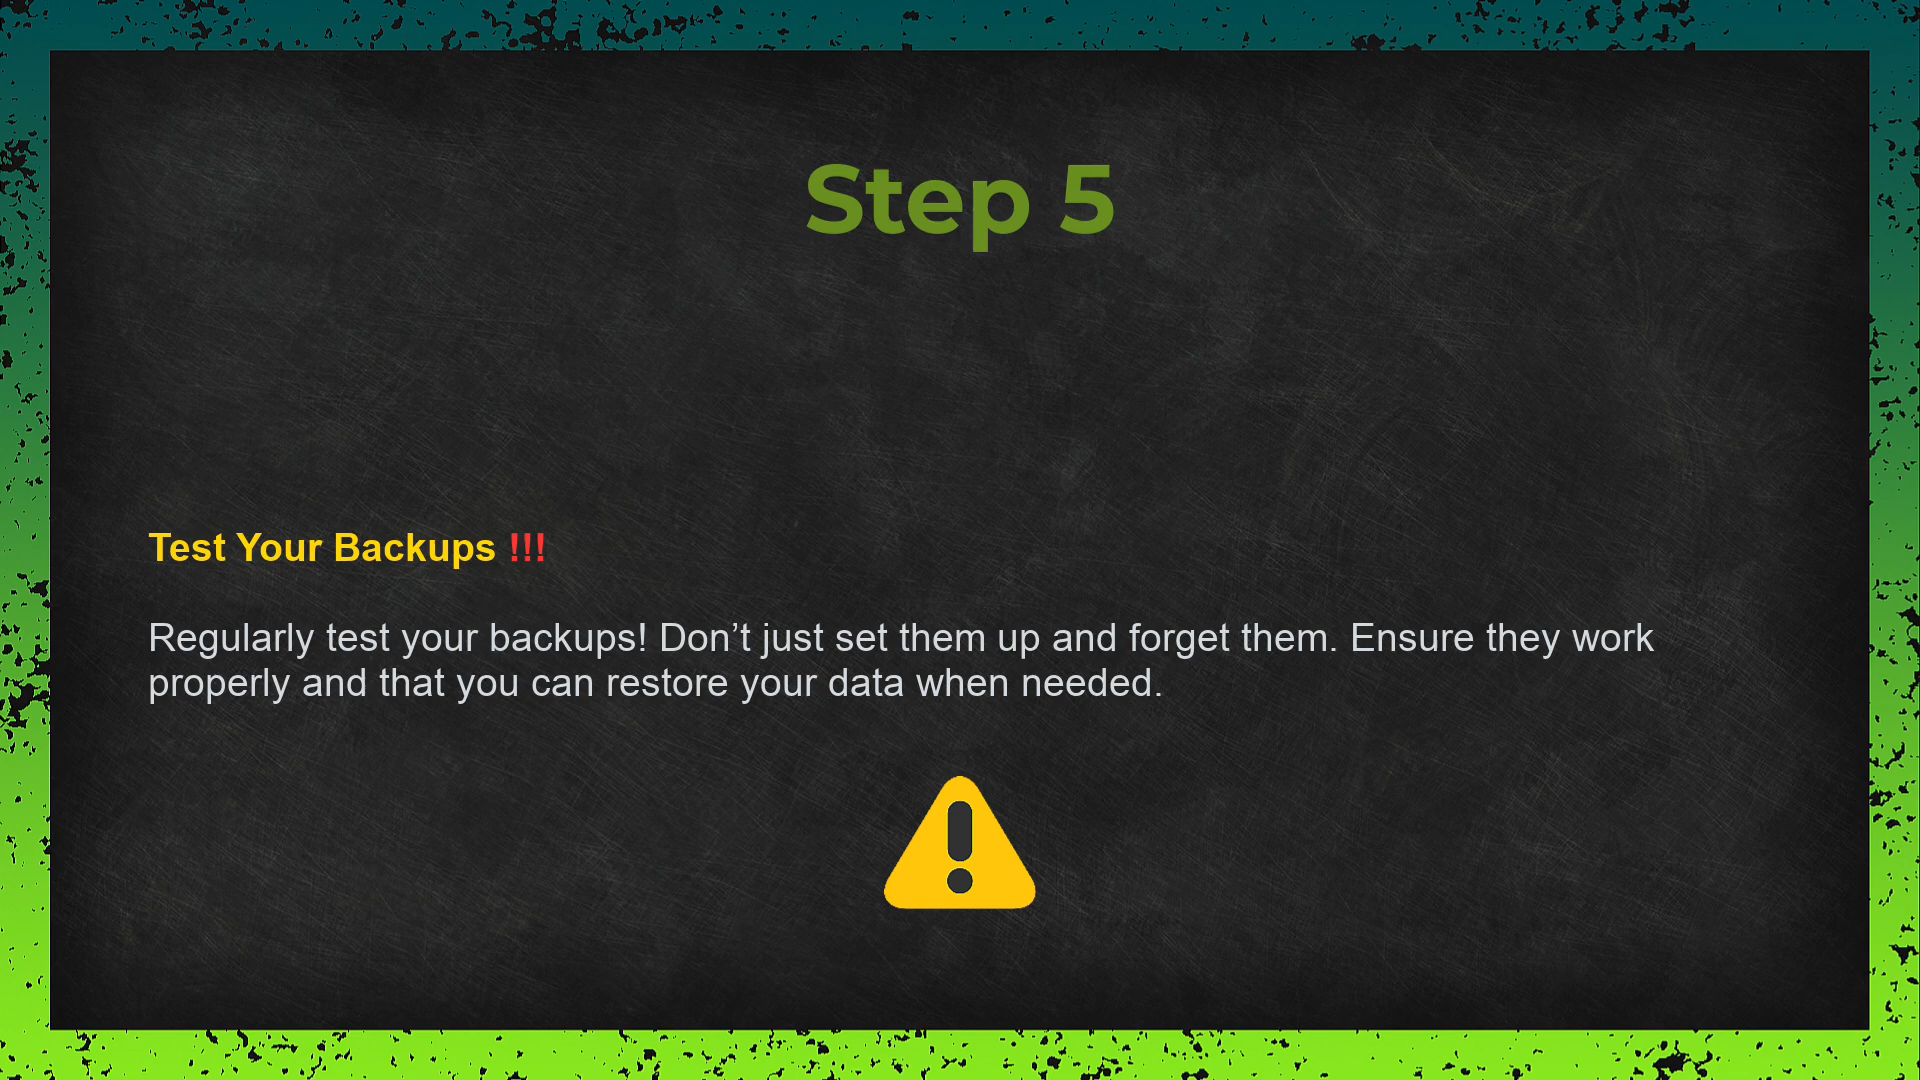 Step 5
Test Your Backups !!!
Regularly test your backups! Don’t just set them up and forget them. Ensure they work
properly and that you can restore your data when needed.